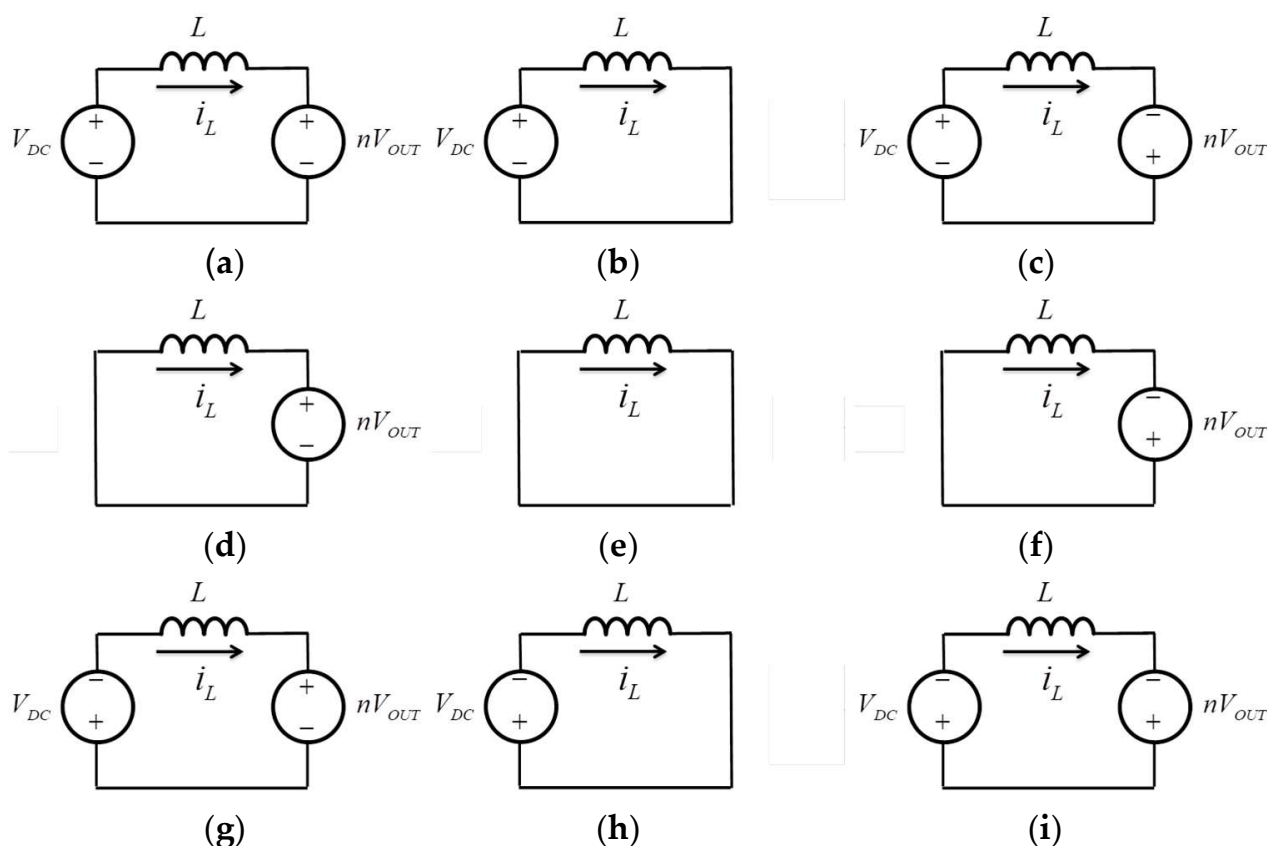 L L L
+ − + − + − − +
V_DC i_L nV_OUT V_DC i_L V_DC i_L nV_OUT
(a) (b) (c)
L L L
+ − − +
i_L nV_OUT i_L i_L nV_OUT
(d) (e) (f)
L L L
− + + − − + − + − +
V_DC i_L nV_OUT V_DC i_L V_DC i_L nV_OUT
(g) (h) (i)